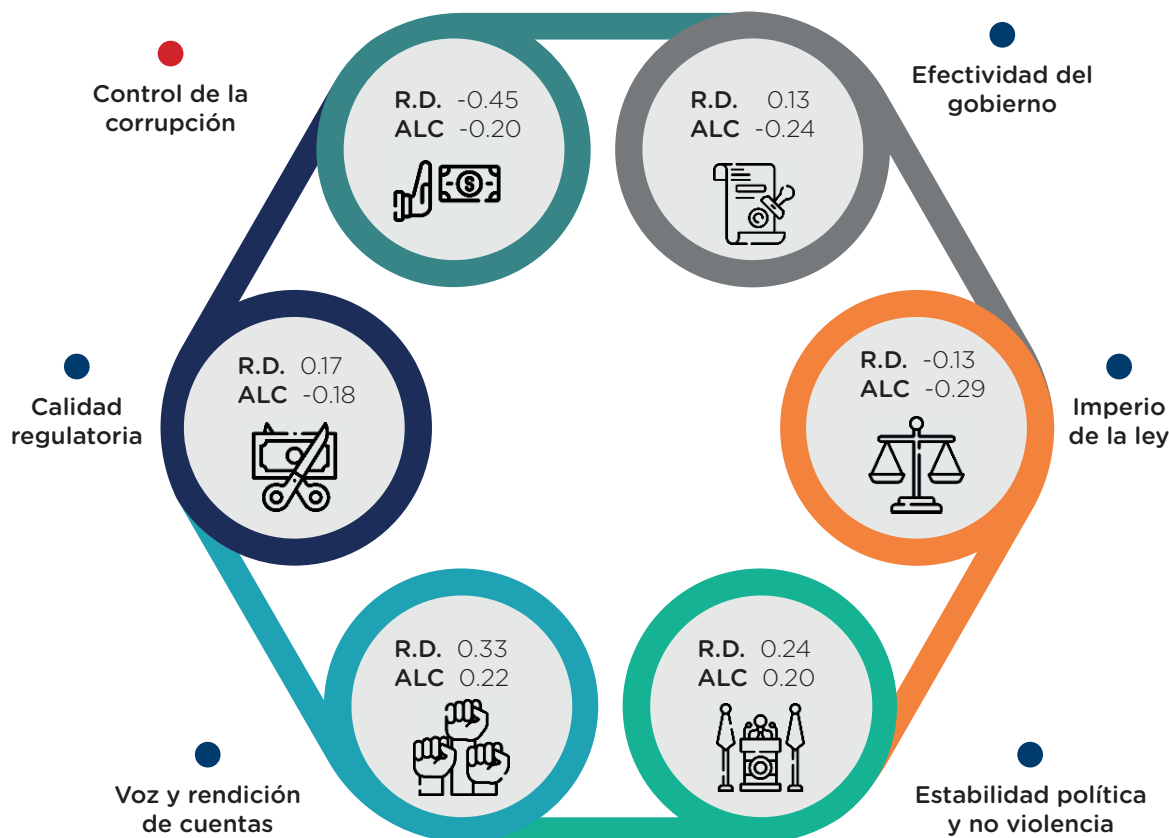 Control de la
corrupción
R.D. -0.45
ALC -0.20
R.D. 0.13
ALC -0.24
Efectividad del
gobierno
Calidad
regulatoria
R.D. 0.17
ALC -0.18
R.D. -0.13
ALC -0.29
Imperio
de la ley
Voz y rendición
de cuentas
R.D. 0.33
ALC 0.22
R.D. 0.24
ALC 0.20
Estabilidad política
y no violencia